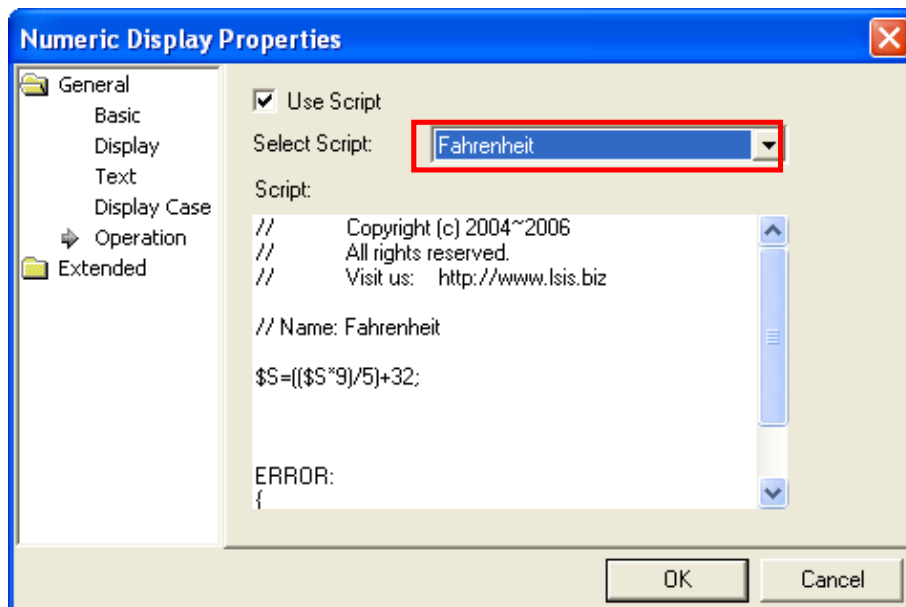 Numeric Display Properties
General
Basic
Display
Text
Display Case
Operation
Extended
Use Script
Select Script: Fahrenheit
Script:
// Copyright (c) 2004~2006
// All rights reserved.
// Visit us: http://www.lsis.biz
// Name: Fahrenheit
$S=(($S*9)/5)+32;
ERROR:
{
OK Cancel